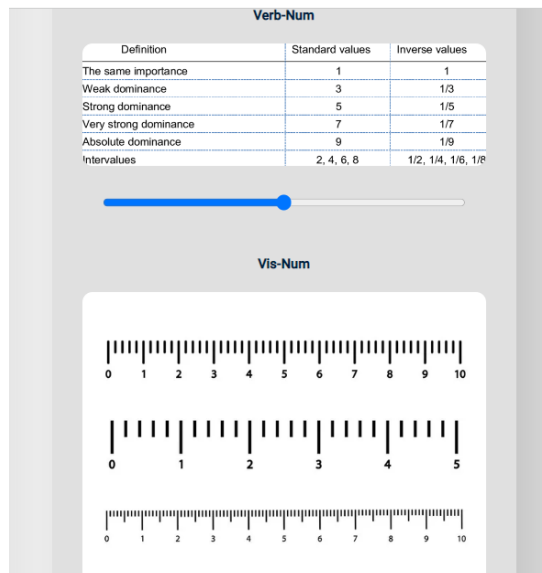 Verb-Num
Definition Standard values Inverse values
The same importance 1 1
Weak dominance 3 1/3
Strong dominance 5 1/5
Very strong dominance 7 1/7
Absolute dominance 9 1/9
Intervalues 2, 4, 6, 8 1/2, 1/4, 1/6, 1/8
Vis-Num
0 1 2 3 4 5 6 7 8 9 10
0 1 2 3 4 5
0 1 2 3 4 5 6 7 8 9 10